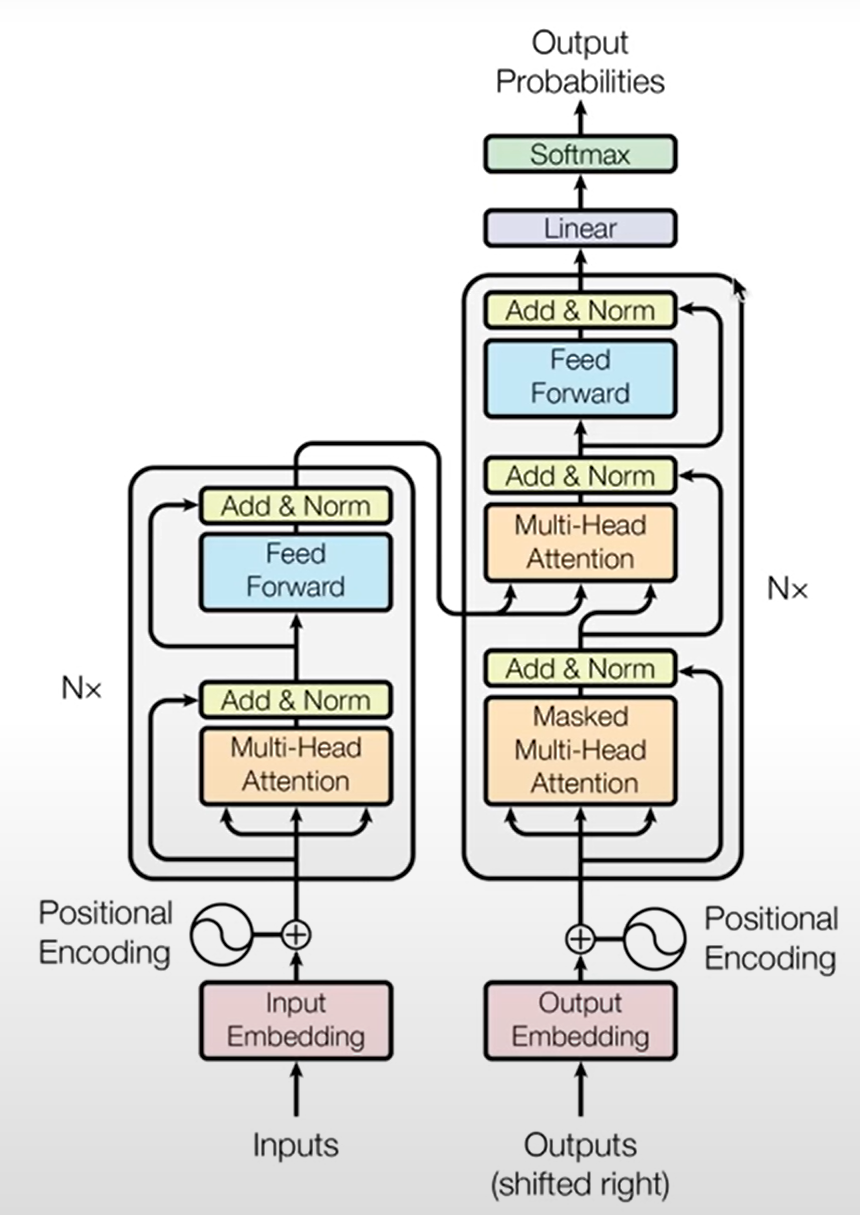 Output
Probabilities
Softmax
Linear
Add & Norm
Feed
Forward
Add & Norm
Multi-Head
Attention
Nx
Add & Norm
Masked
Multi-Head
Attention
Positional
Encoding
Output
Embedding
Outputs
(shifted right)
Add & Norm
Feed
Forward
Nx
Add & Norm
Multi-Head
Attention
Positional
Encoding
Input
Embedding
Inputs